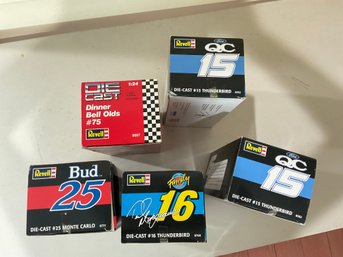 DIE
CAST
1:24
Dinner
Bell Olds
#75
Revell
Revell
QC
15
DIE-CAST #15 THUNDERBIRD
Revell
Bud
25
DIE-CAST #25 MONTE CARLO
Revell
Family
16
DIE-CAST #16 THUNDERBIRD
Revell
QC
15
DIE-CAST #15 THUNDERBIRD